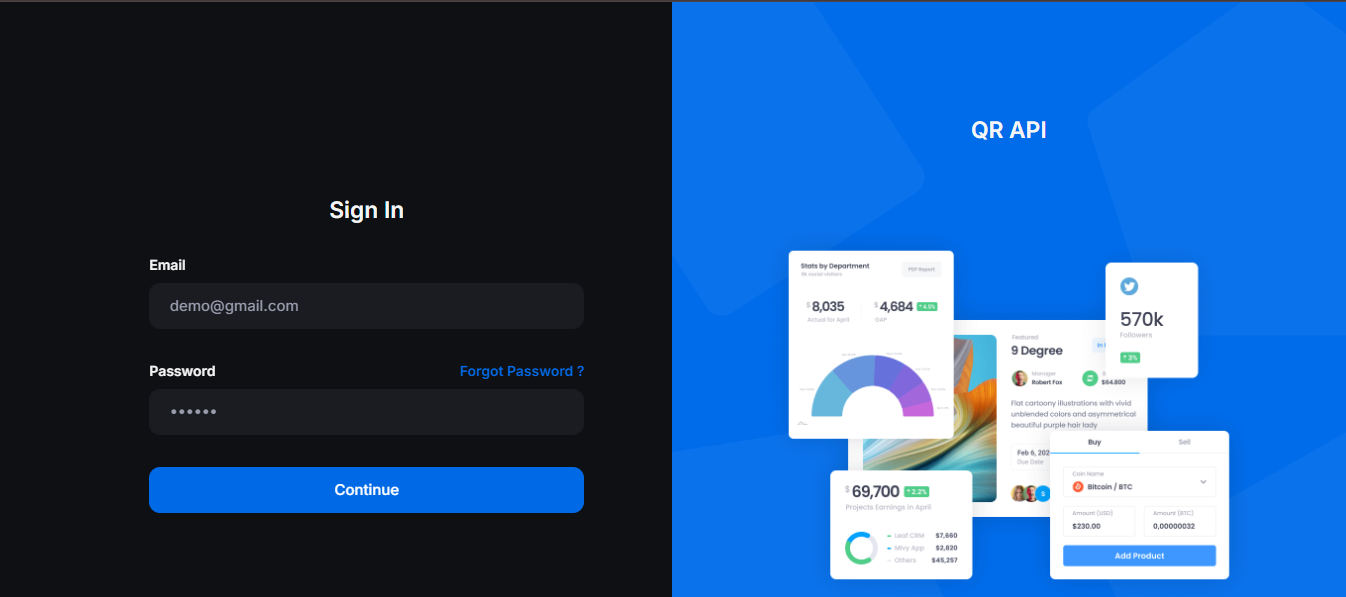 Sign In
Email
demo@gmail.com
Password
Forgot Password ?
••••••
Continue
QR API
Stats by Department
PDF Report
$8,035
Actual for April
$4,684
4.5%
GAP
570k
Followers
3%
Featured
9 Degree
Manager
Robert Fox
$
$64.800
Flat cartoony illustrations with vivid
unblended colors and asymmetrical
beautiful purple hair lady
Feb 6, 202
Due Date
S
$69,700
2.2%
Projects Earnings in April
Leaf CRM $7,660
Mivy App $2,820
Others $45,257
Buy
Sell
Coin Name
Bitcoin / BTC
Amount (USD)
$230.00
Amount (BTC)
0,00000032
Add Product